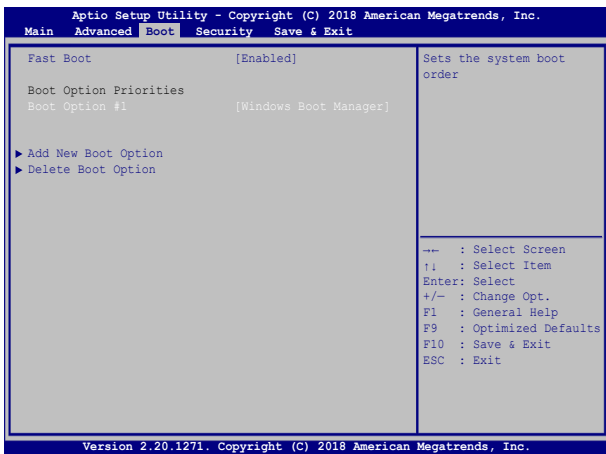 Aptio Setup Utility - Copyright (C) 2018 American Megatrends, Inc.
Main Advanced Boot Security Save & Exit
Fast Boot [Enabled]
Boot Option Priorities
Boot Option #1 [Windows Boot Manager]
▶ Add New Boot Option
▶ Delete Boot Option
Sets the system boot
order
→← : Select Screen
↑↓ : Select Item
Enter: Select
+/— : Change Opt.
F1 : General Help
F9 : Optimized Defaults
F10 : Save & Exit
ESC : Exit
Version 2.20.1271. Copyright (C) 2018 American Megatrends, Inc.